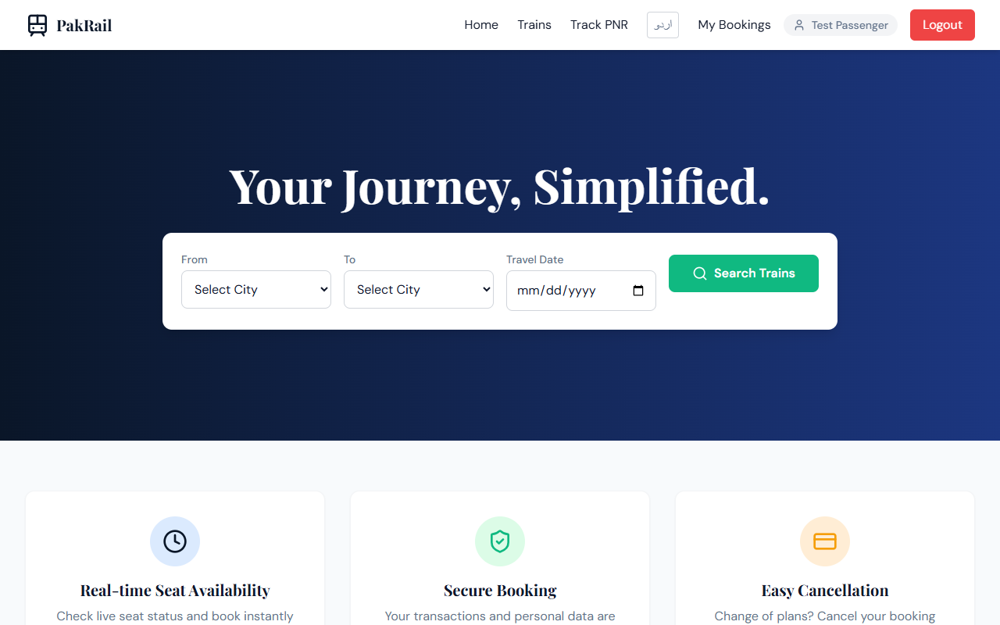 PakRail
Home
Trains
Track PNR
اردو
My Bookings
Test Passenger
Logout
Your Journey, Simplified.
From
To
Travel Date
Select City
Select City
mm/dd/yyyy
Search Trains
Real-time Seat Availability
Check live seat status and book instantly
Secure Booking
Your transactions and personal data are
Easy Cancellation
Change of plans? Cancel your booking